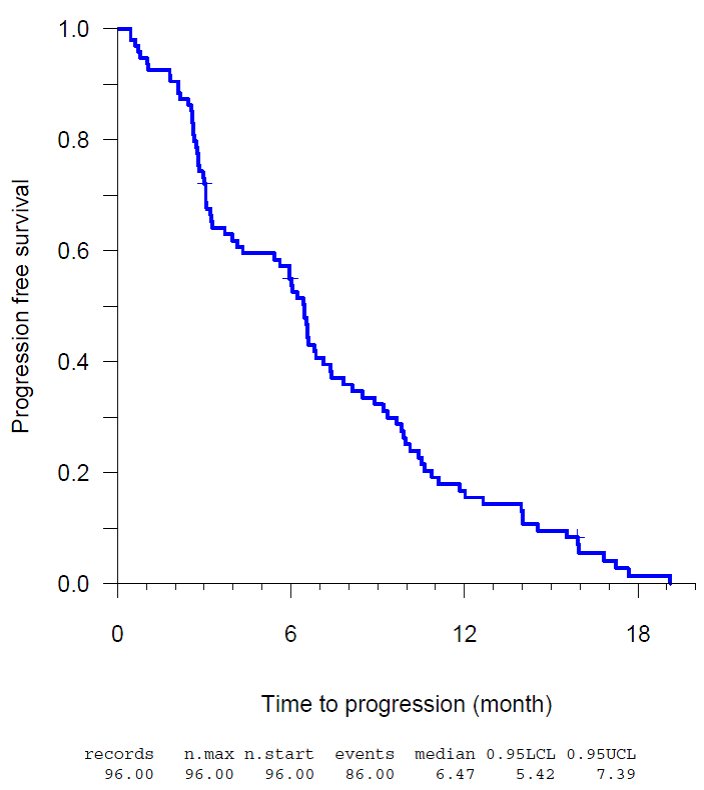 1.0
0.8
0.6
0.4
0.2
0.0
Progression free survival
0 6 12 18
Time to progression (month)
records n.max n.start events median 0.95LCL 0.95UCL
96.00 96.00 96.00 86.00 6.47 5.42 7.39